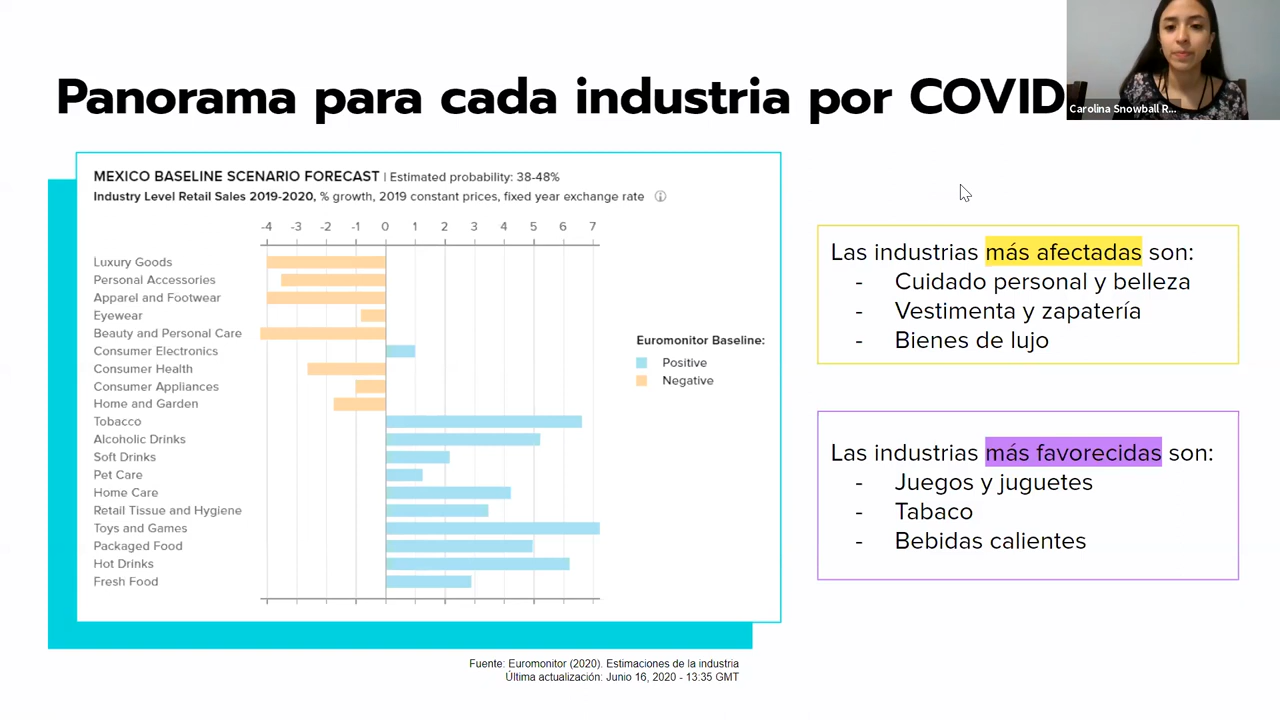 Panorama para cada industria por COVID
Carolina Snowball R...
MEXICO BASELINE SCENARIO FORECAST | Estimated probability: 38-48%
Industry Level Retail Sales 2019-2020, % growth, 2019 constant prices, fixed year exchange rate
-4 -3 -2 -1 0 1 2 3 4 5 6 7
Luxury Goods
Personal Accessories
Apparel and Footwear
Eyewear
Beauty and Personal Care
Consumer Electronics
Consumer Health
Consumer Appliances
Home and Garden
Tobacco
Alcoholic Drinks
Soft Drinks
Pet Care
Home Care
Retail Tissue and Hygiene
Toys and Games
Packaged Food
Hot Drinks
Fresh Food
Euromonitor Baseline:
Positive
Negative
Las industrias más afectadas son:
- Cuidado personal y belleza
- Vestimenta y zapatería
- Bienes de lujo
Las industrias más favorecidas son:
- Juegos y juguetes
- Tabaco
- Bebidas calientes
Fuente: Euromonitor (2020). Estimaciones de la industria
Última actualización: Junio 16, 2020 - 13:35 GMT